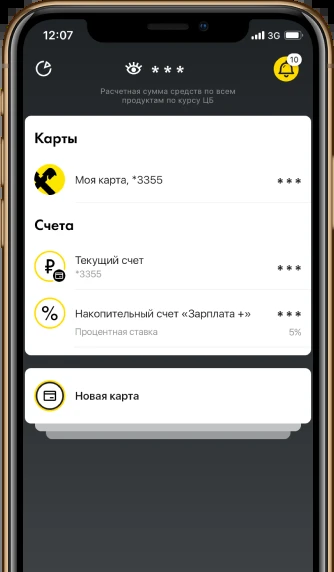 12:07
3G
10
***
Расчетная сумма средств по всем
продуктам по курсу ЦБ
Карты
Моя карта, *3355
***
Счета
₽
Текущий счет
*3355
***
%
Накопительный счет «Зарплата +»
***
Процентная ставка
5%
Новая карта